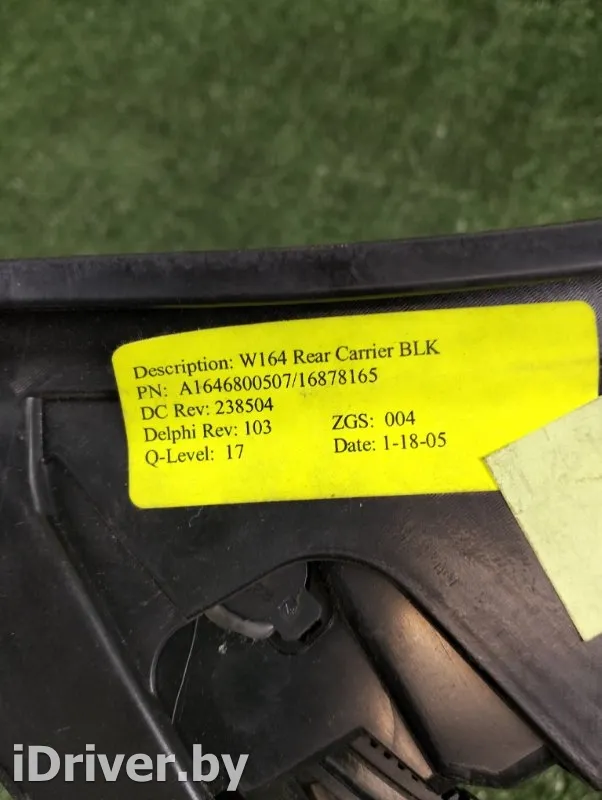 Description: W164 Rear Carrier BLK
PN: A1646800507/16878165
DC Rev: 238504
Delphi Rev: 103 ZGS: 004
Q-Level: 17 Date: 1-18-05
iDriver.by